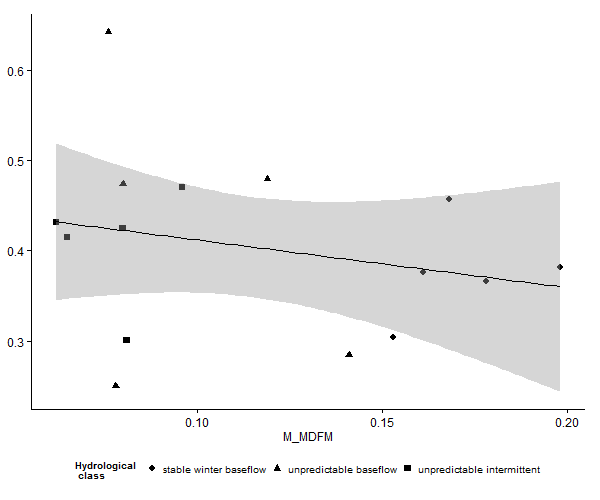 0.6
0.5
0.4
0.3
0.10 0.15 0.20
M_MDFM
Hydrological
class
stable winter baseflow unpredictable baseflow unpredictable intermittent